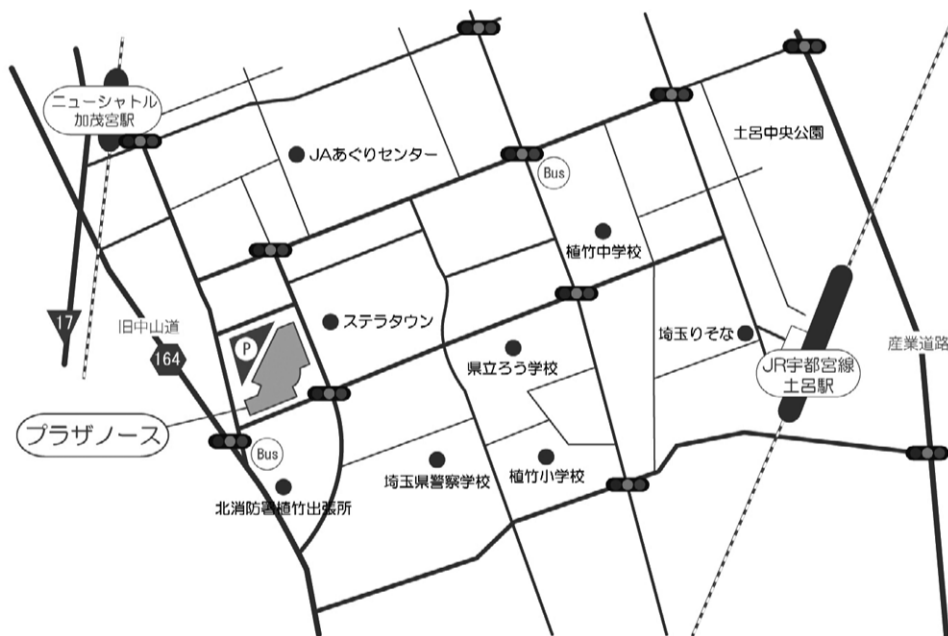 ニューシャトル
加茂宮駅
土呂中央公園
JAあぐりセンター
Bus
植竹中学校
17
旧中山道
ステラタウン
埼玉りそな
産業道路
P
164
県立ろう学校
JR宇都宮線
土呂駅
プラザノース
Bus
埼玉県警察学校
植竹小学校
北消防署植竹出張所